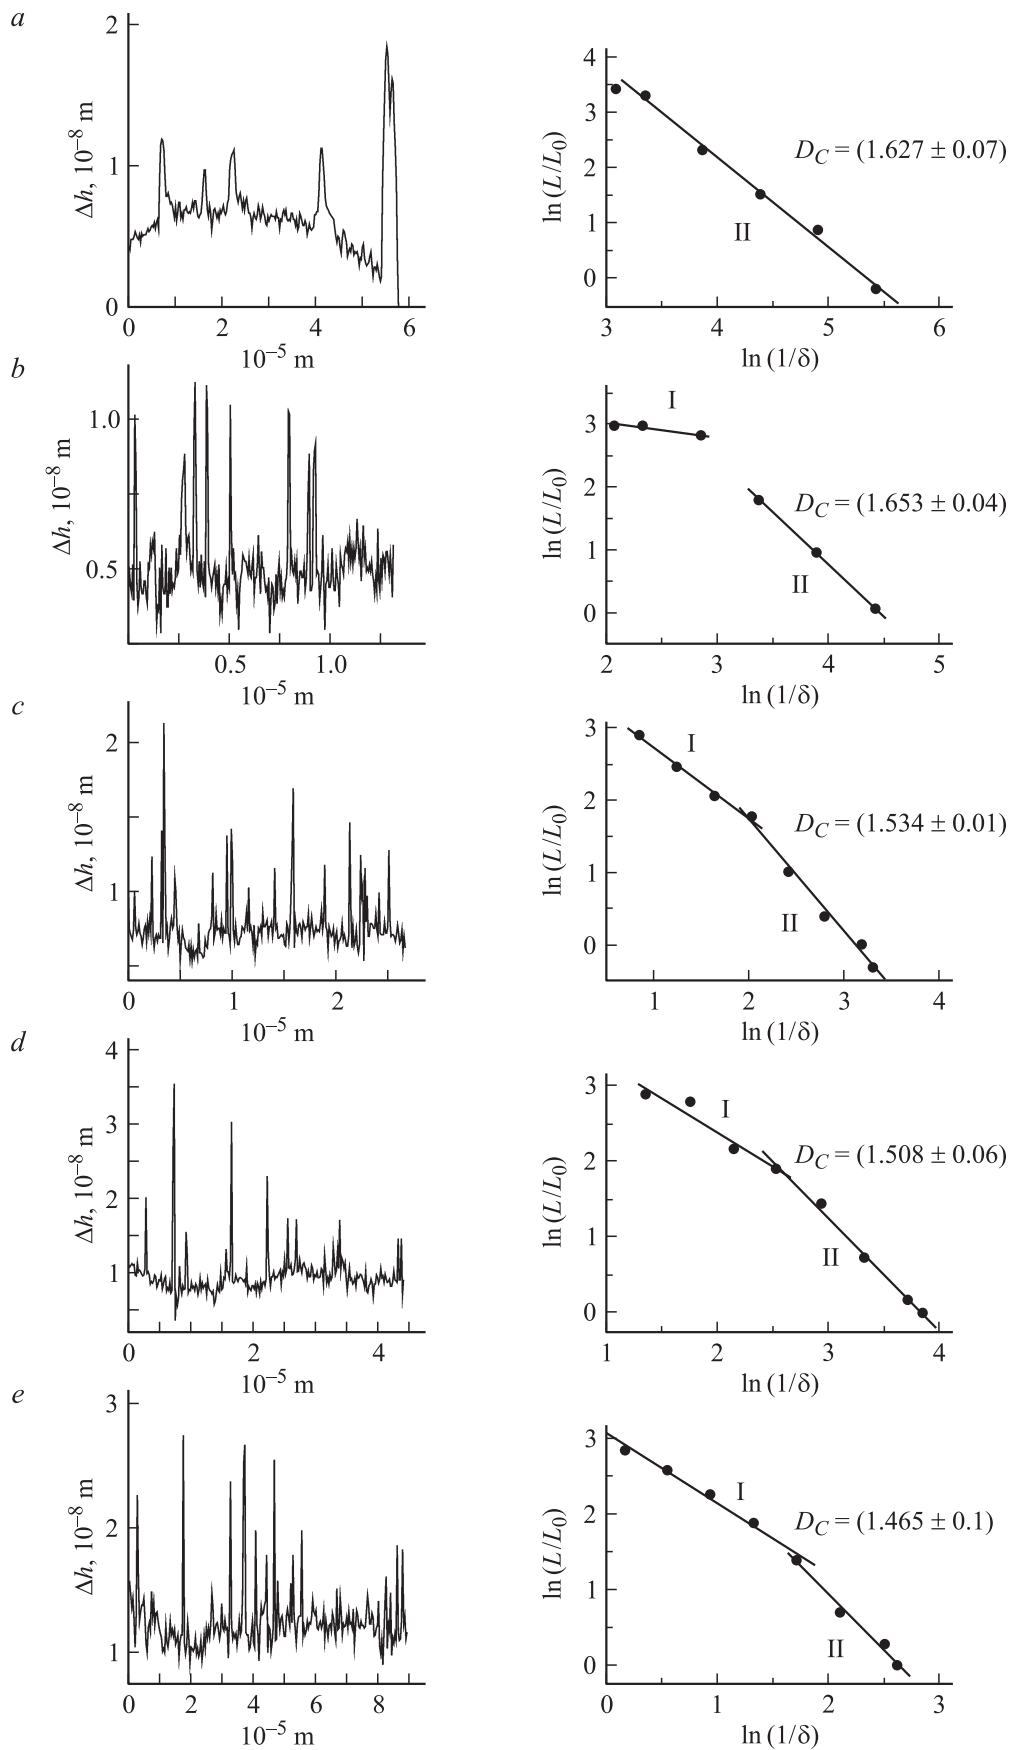 a
2
1
0
Δh, 10⁻⁸ m
0 2 4 6
10⁻⁵ m
4
3
2
1
0
ln (L/L₀)
D_C = (1.627 ± 0.07)
II
3 4 5 6
ln (1/δ)
b
1.0
0.5
Δh, 10⁻⁸ m
0.5 1.0
10⁻⁵ m
3
2
1
0
ln (L/L₀)
I
D_C = (1.653 ± 0.04)
II
2 3 4 5
ln (1/δ)
c
2
1
Δh, 10⁻⁸ m
0 1 2
10⁻⁵ m
3
2
1
0
ln (L/L₀)
I
D_C = (1.534 ± 0.01)
II
1 2 3 4
ln (1/δ)
d
4
3
2
1
Δh, 10⁻⁸ m
0 2 4
10⁻⁵ m
3
2
1
0
ln (L/L₀)
I
D_C = (1.508 ± 0.06)
II
1 2 3 4
ln (1/δ)
e
3
2
1
Δh, 10⁻⁸ m
0 2 4 6 8
10⁻⁵ m
3
2
1
0
ln (L/L₀)
I
D_C = (1.465 ± 0.1)
II
0 1 2 3
ln (1/δ)